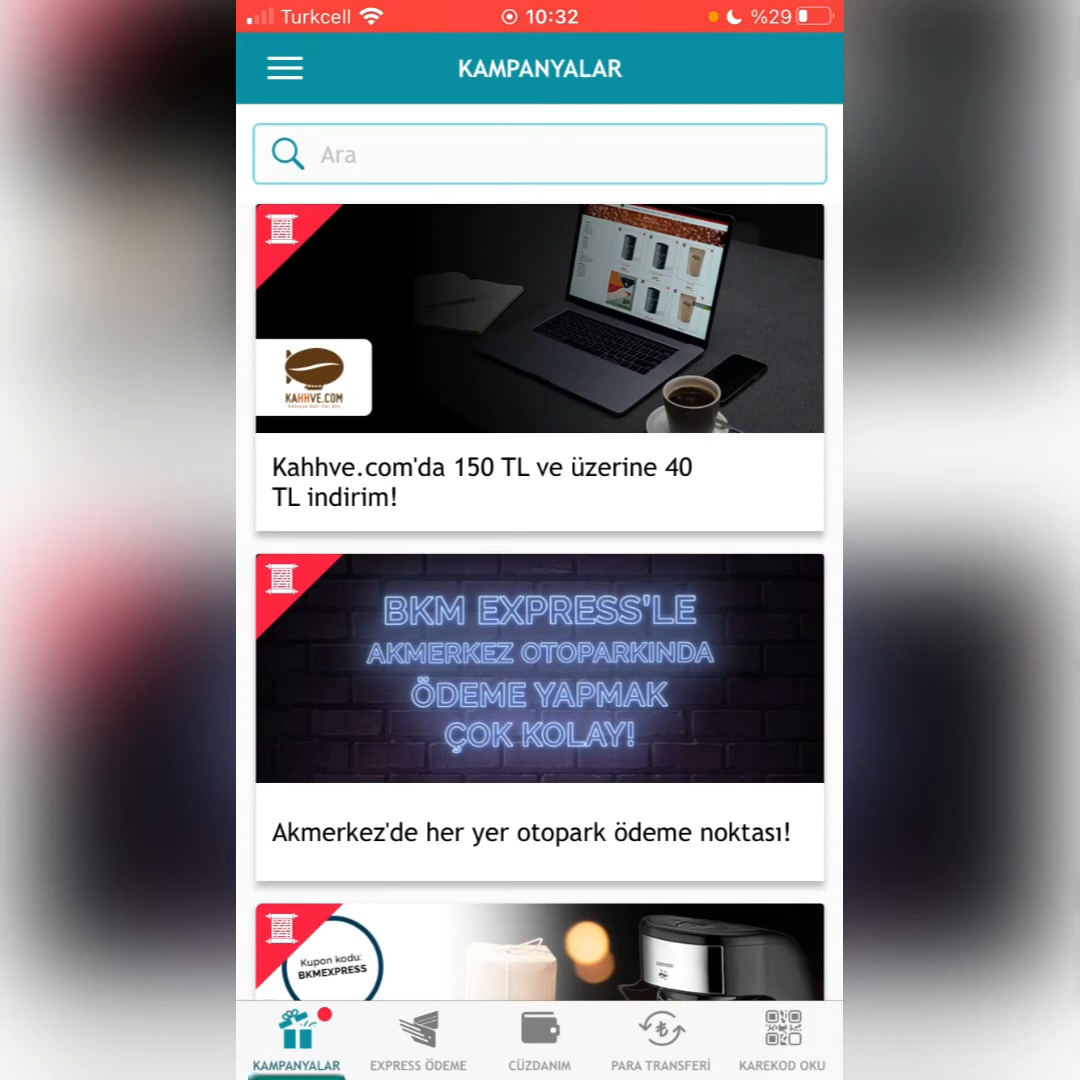 Turkcell 10:32 %29
KAMPANYALAR
Ara
KAHHVE.COM
Kahhve.com'da 150 TL ve üzerine 40
TL indirim!
BKM EXPRESS'LE
AKMERKEZ OTOPARKINDA
ÖDEME YAPMAK
ÇOK KOLAY!
Akmerkez'de her yer otopark ödeme noktası!
Kupon kodu:
BKMEXPRESS
KAMPANYALAR EXPRESS ÖDEME CÜZDANIM PARA TRANSFERİ KAREKOD OKU